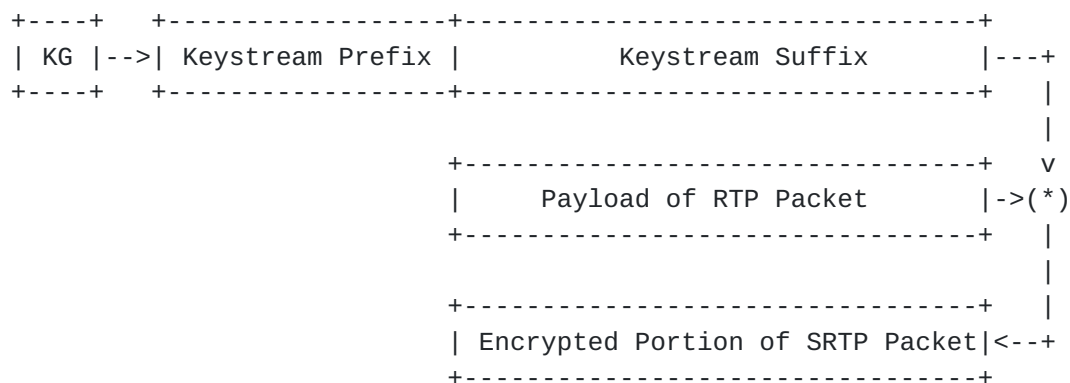 +----+   +------------------+---------------------------------+
| KG |-->| Keystream Prefix |          Keystream Suffix       |---+
+----+   +------------------+---------------------------------+   |
                                                                  |
                            +---------------------------------+   v
                            |     Payload of RTP Packet       |->(*)
                            +---------------------------------+   |
                                                                  |
                            +---------------------------------+   |
                            | Encrypted Portion of SRTP Packet|<--+
                            +---------------------------------+